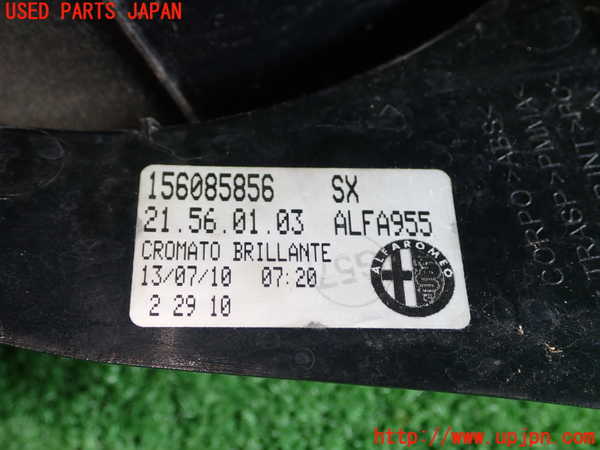 USED PARTS JAPAN
156085856 SX
21.56.01.03 ALFA955
CROMATO BRILLANTE
13/07/10 07:20
2 29 10
ALFA ROMEO
CORPO >ABS<
TRASP >PMMA<
UPJ
http://www.upjpn.com